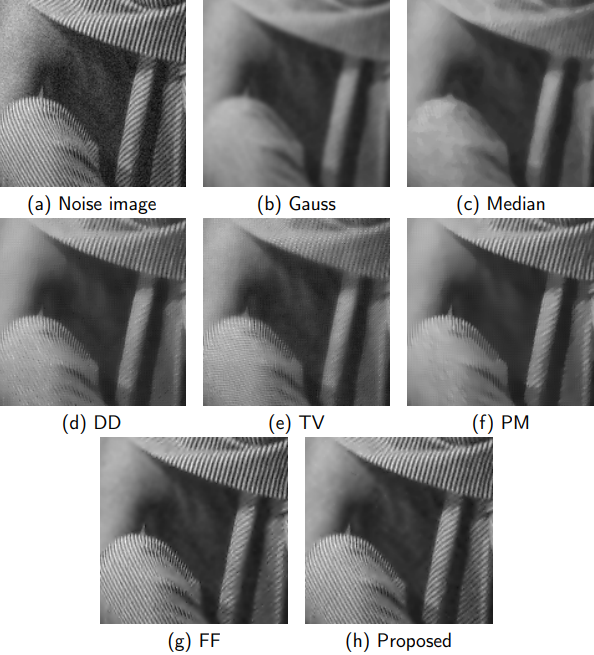 (a) Noise image
(b) Gauss
(c) Median
(d) DD
(e) TV
(f) PM
(g) FF
(h) Proposed